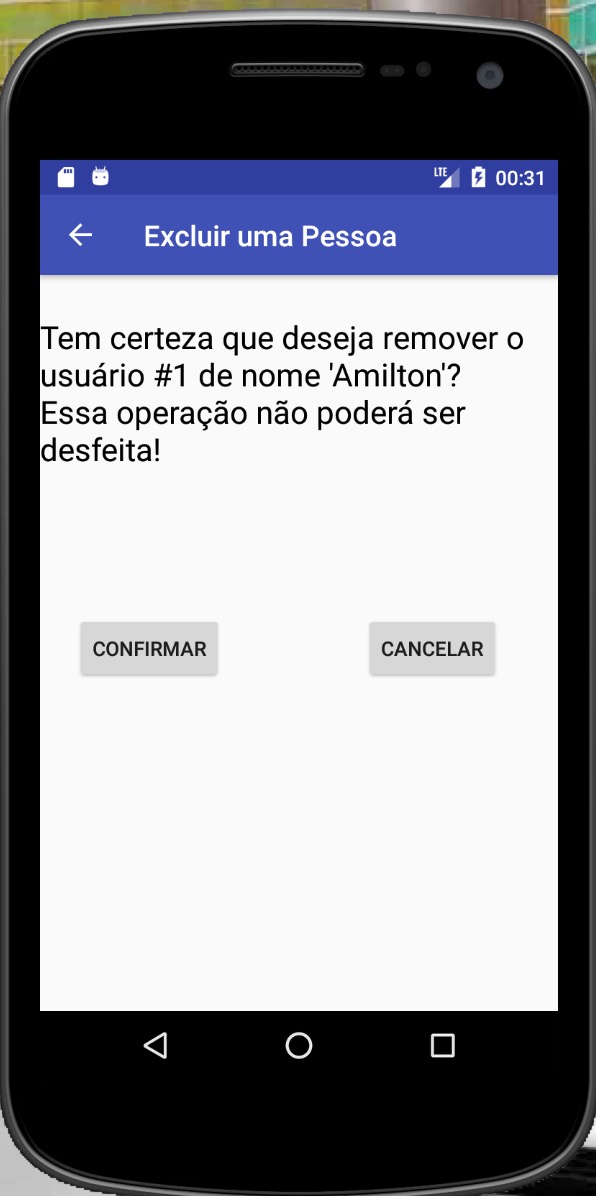 LTE 00:31
Excluir uma Pessoa
Tem certeza que deseja remover o
usuário #1 de nome 'Amilton'?
Essa operação não poderá ser
desfeita!
CONFIRMAR CANCELAR